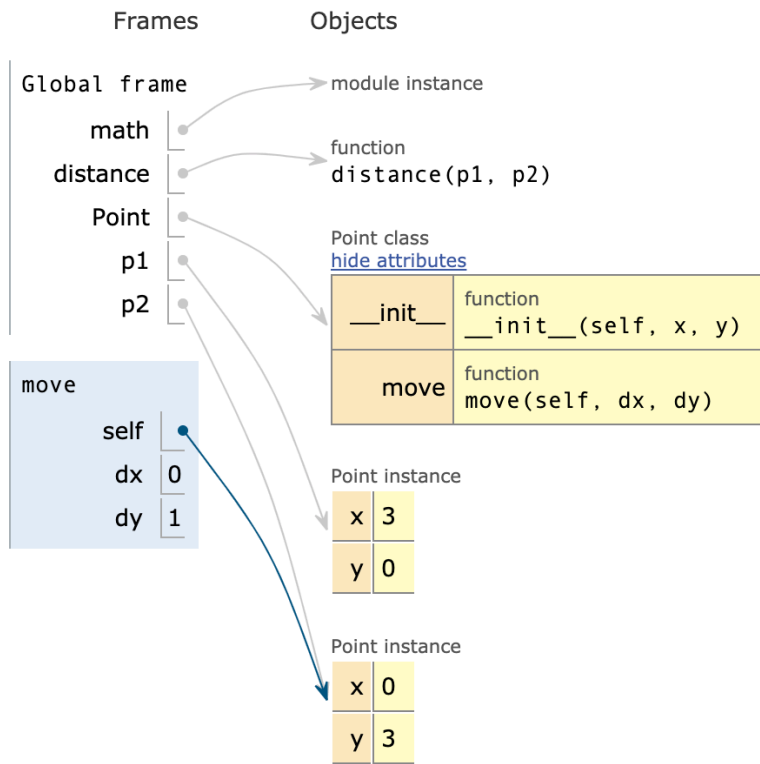 Frames Objects
Global frame
math
distance
Point
p1
p2
module instance
function
distance(p1, p2)
Point class
hide attributes
__init__ function
__init__(self, x, y)
move function
move(self, dx, dy)
move
self
dx 0
dy 1
Point instance
x 3
y 0
Point instance
x 0
y 3